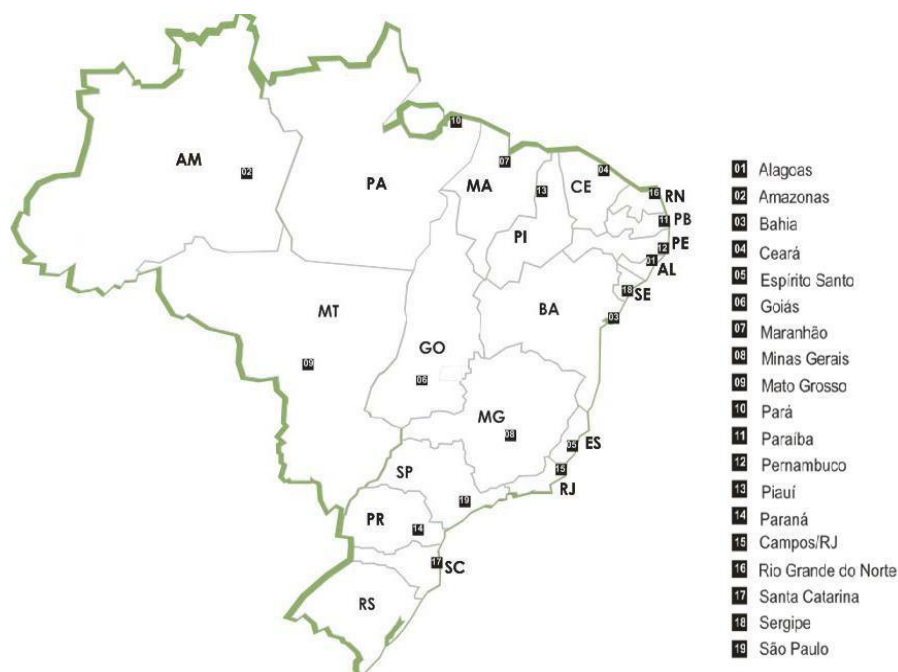 10
AM
02
PA
07
MA
13
CE
04
16
RN
11
PB
PI
12
PE
01
AL
18
SE
BA
03
MT
GO
09
06
MG
08
05
ES
SP
15
RJ
19
PR
14
17
SC
RS
01 Alagoas
02 Amazonas
03 Bahia
04 Ceará
05 Espírito Santo
06 Goiás
07 Maranhão
08 Minas Gerais
09 Mato Grosso
10 Pará
11 Paraíba
12 Pernambuco
13 Piauí
14 Paraná
15 Campos/RJ
16 Rio Grande do Norte
17 Santa Catarina
18 Sergipe
19 São Paulo